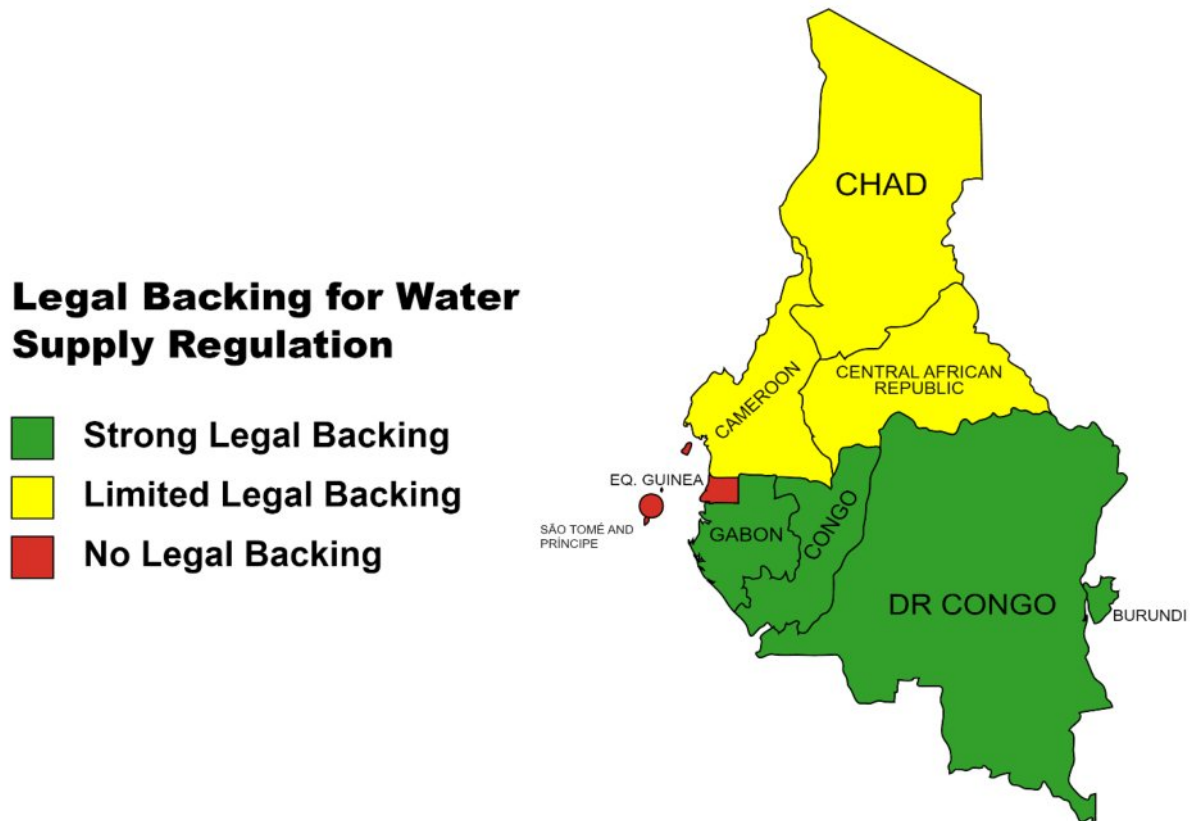 Legal Backing for Water
Supply Regulation
Strong Legal Backing
Limited Legal Backing
No Legal Backing
CHAD
CENTRAL AFRICAN
REPUBLIC
CAMEROON
EQ. GUINEA
SÃO TOMÉ AND
PRÍNCIPE
GABON
CONGO
DR CONGO
BURUNDI